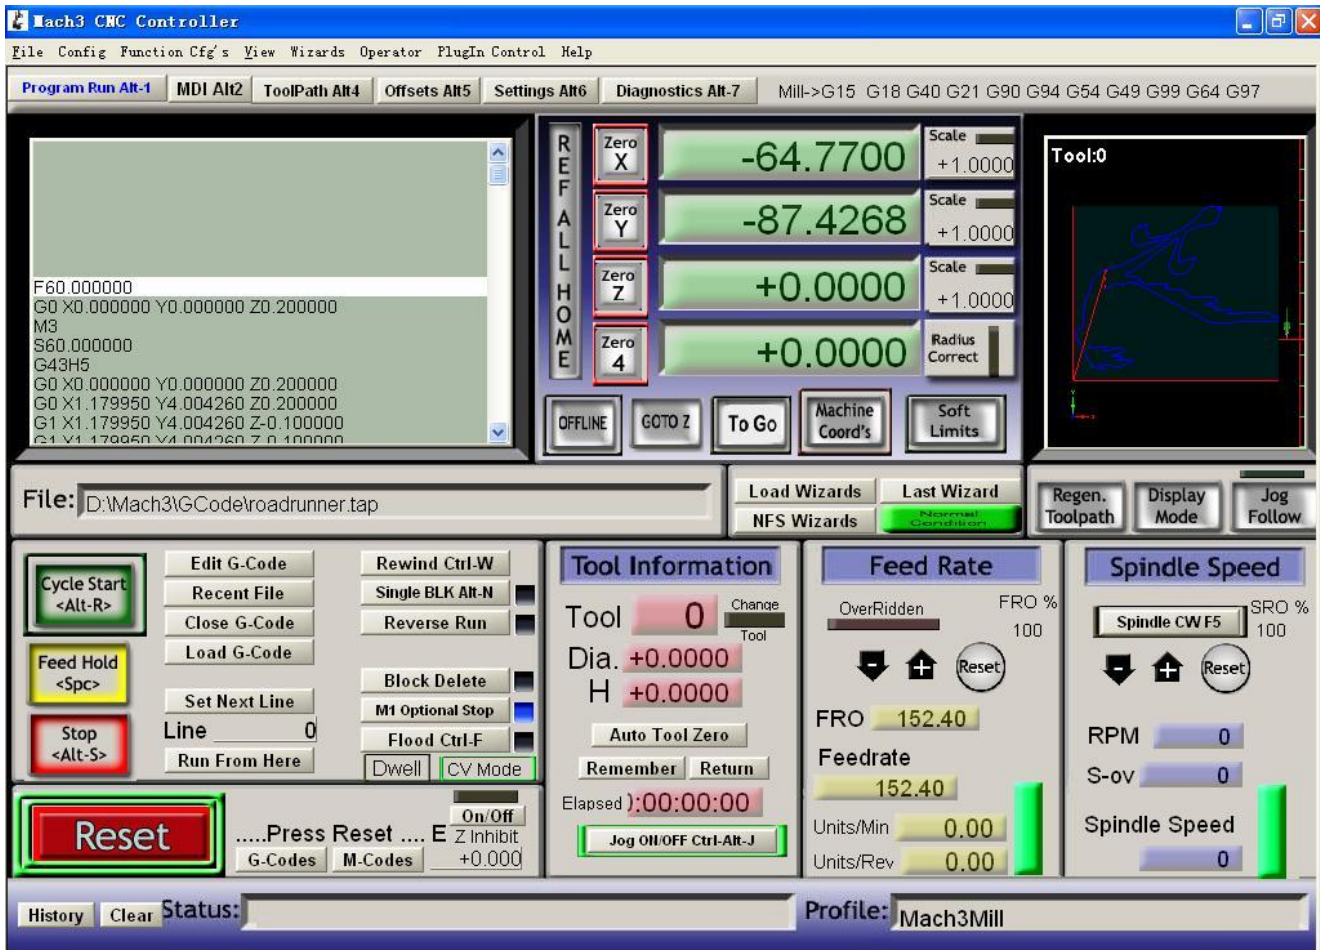 Mach3 CNC Controller
File Config Function Cfg's View Wizards Operator PlugIn Control Help
Program Run Alt-1 MDI Alt2 ToolPath Alt4 Offsets Alt5 Settings Alt6 Diagnostics Alt-7 Mill->G15 G18 G40 G21 G90 G94 G54 G49 G99 G64 G97
F60.000000
G0 X0.000000 Y0.000000 Z0.200000
M3
S60.000000
G43H5
G0 X0.000000 Y0.000000 Z0.200000
G0 X1.179950 Y4.004260 Z0.200000
G1 X1.179950 Y4.004260 Z-0.100000
G1 X1.179950 Y4.004260 Z-0.100000
REF ALL HOME
Zero X -64.7700 Scale +1.0000
Zero Y -87.4268 Scale +1.0000
Zero Z +0.0000 Scale +1.0000
Zero 4 +0.0000 Radius Correct
OFFLINE GOTO Z To Go Machine Coord's Soft Limits
Tool:0
File: D:\Mach3\GCode\roadrunner.tap
Load Wizards Last Wizard
NFS Wizards Normal Condition
Regen. Toolpath Display Mode Jog Follow
Cycle Start <Alt-R>
Feed Hold <Spc>
Stop <Alt-S>
Edit G-Code
Recent File
Close G-Code
Load G-Code
Set Next Line
Line 0
Run From Here
Rewind Ctrl-W
Single BLK Alt-N
Reverse Run
Block Delete
M1 Optional Stop
Flood Ctrl-F
Dwell CV Mode
Reset
.....Press Reset .... E
G-Codes M-Codes
On/Off
Z Inhibit
+0.000
Tool Information
Tool 0 Change Tool
Dia. +0.0000
H +0.0000
Auto Tool Zero
Remember Return
Elapsed ):00:00:00
Jog ON/OFF Ctrl-Alt-J
Feed Rate
OverRidden FRO %
100
Reset
FRO 152.40
Feedrate
152.40
Units/Min 0.00
Units/Rev 0.00
Spindle Speed
Spindle CW F5 SRO %
100
Reset
RPM 0
S-ov 0
Spindle Speed
0
History Clear Status: Profile: Mach3Mill